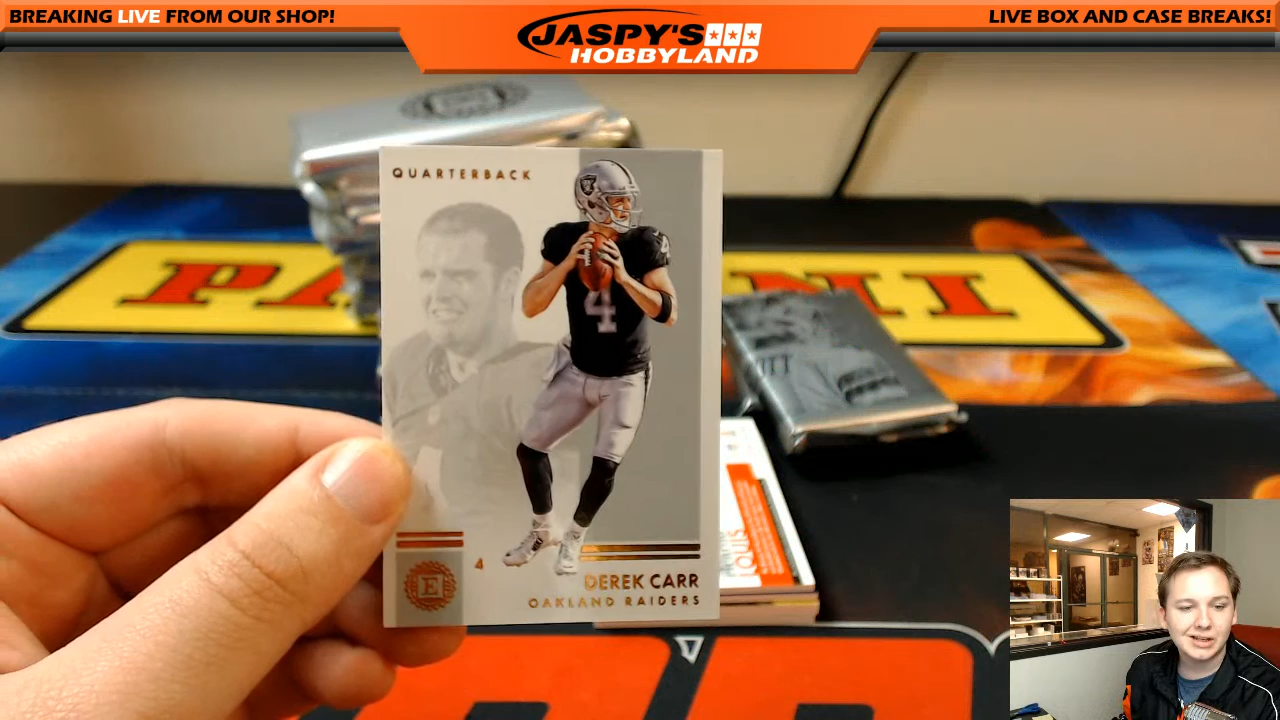 BREAKING LIVE FROM OUR SHOP!
JASPY'S
HOBBYLAND
LIVE BOX AND CASE BREAKS!
QUARTERBACK
4
4
E
DEREK CARR
OAKLAND RAIDERS